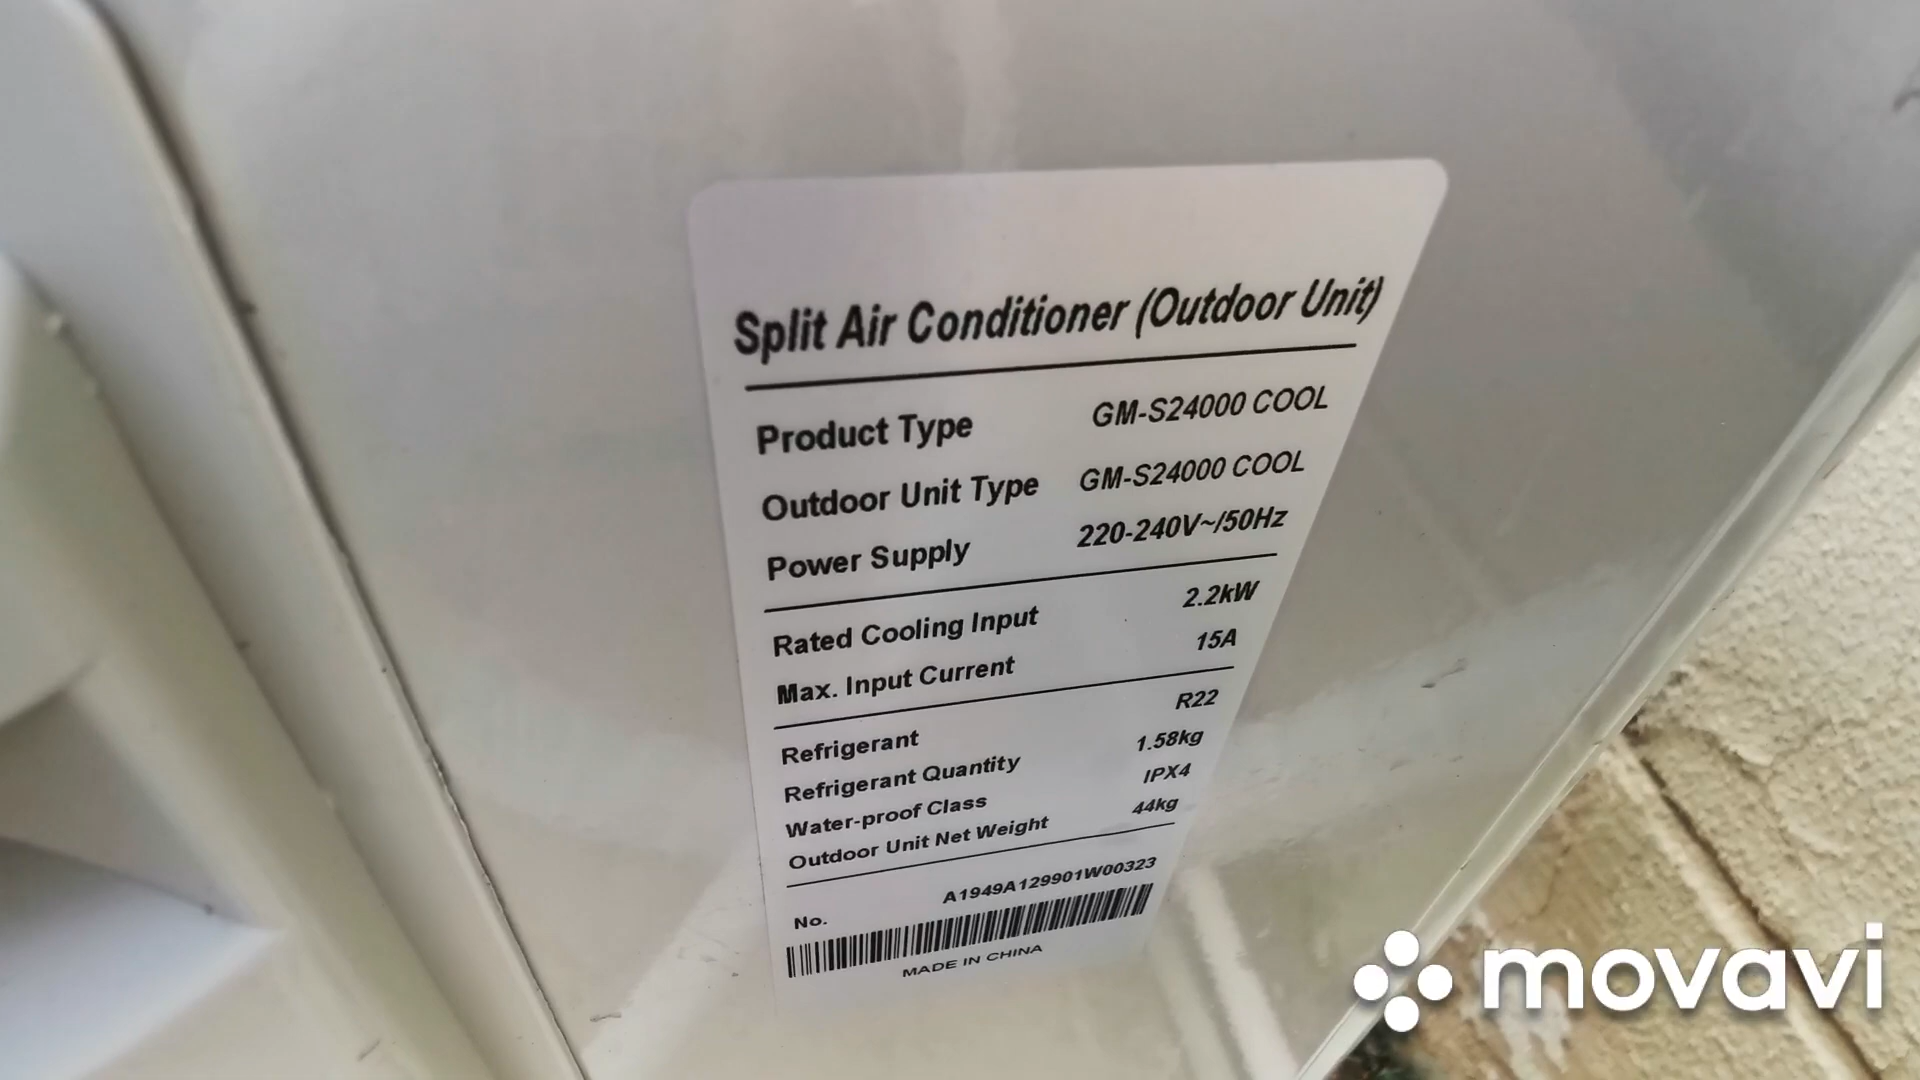 Split Air Conditioner (Outdoor Unit)
Product Type GM-S24000 COOL
Outdoor Unit Type GM-S24000 COOL
Power Supply 220-240V~/50Hz
Rated Cooling Input 2.2kW
Max. Input Current 15A
Refrigerant R22
Refrigerant Quantity 1.58kg
Water-proof Class IPX4
Outdoor Unit Net Weight 44kg
No. A1949A129901W00323
MADE IN CHINA
movavi